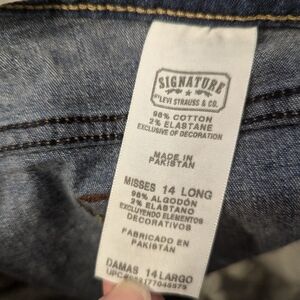 SIGNATURE
BY LEVI STRAUSS & CO.
98% COTTON
2% ELASTANE
EXCLUSIVE OF DECORATION
MADE IN
PAKISTAN
MISSES 14 LONG
98% ALGODÓN
2% ELASTANO
EXCLUYENDO ELEMENTOS
DECORATIVOS
FABRICADO EN
PAKISTÁN
DAMAS 14 LARGO